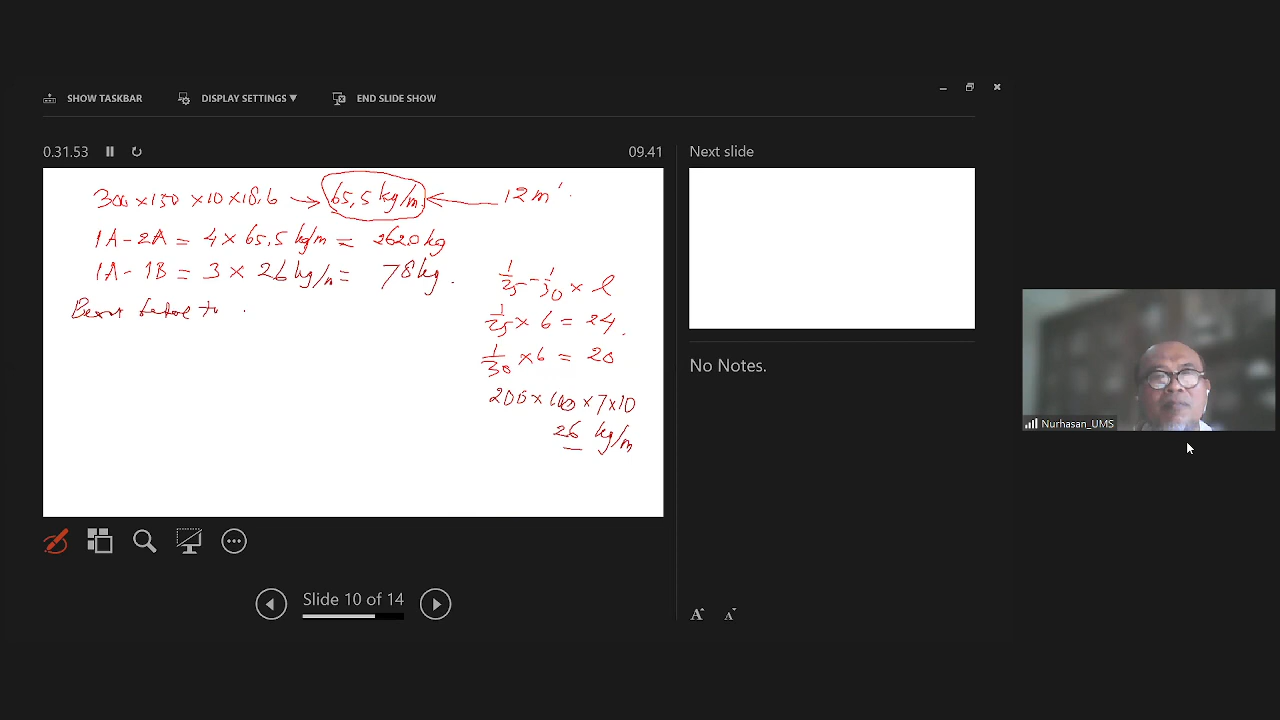 SHOW TASKBAR
DISPLAY SETTINGS ▼
END SLIDE SHOW
0.31.53
09.41
Next slide
300 × 150 × 10 × 18,6 → 65,5 kg/m. ← 12 m'
1A - 2A = 4 × 65,5 kg/m = 2620 kg
1A - 1B = 3 × 26 kg/m = 78 kg.
1/25 - 1/30 × l
1/25 × 6 = 24.
1/30 × 6 = 20
200 × 100 × 7 × 10
26 kg/m
No Notes.
Nurhasan_UMS
Slide 10 of 14
A A